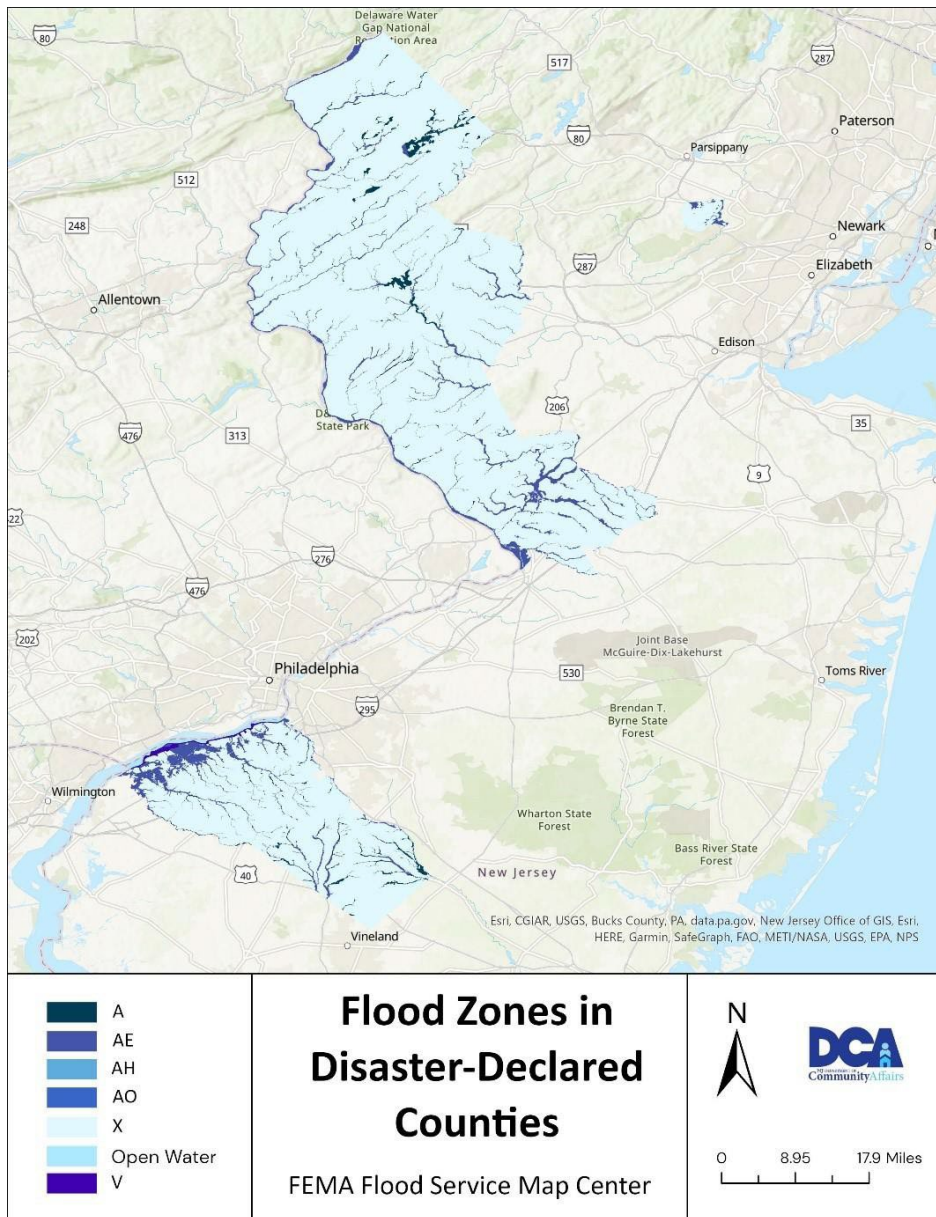 Delaware Water
Gap National
Area
80
517
287
Paterson
80
Parsippany
512
248
Newark
Elizabeth
287
Allentown
Edison
206
35
State Park
476
313
9
22
276
476
202
Joint Base
McGuire-Dix-Lakehurst
Philadelphia
530
Toms River
295
Brendan T.
Byrne State
Forest
Wilmington
Wharton State
Forest
Bass River State
Forest
40
New Jersey
Esri, CGIAR, USGS, Bucks County, PA, data.pa.gov, New Jersey Office of GIS, Esri,
HERE, Garmin, SafeGraph, FAO, METI/NASA, USGS, EPA, NPS
Vineland
A
AE
AH
AO
X
Open Water
V
Flood Zones in
Disaster-Declared
Counties
FEMA Flood Service Map Center
N
DCA
NJ DEPARTMENT OF
Community Affairs
0 8.95 17.9 Miles